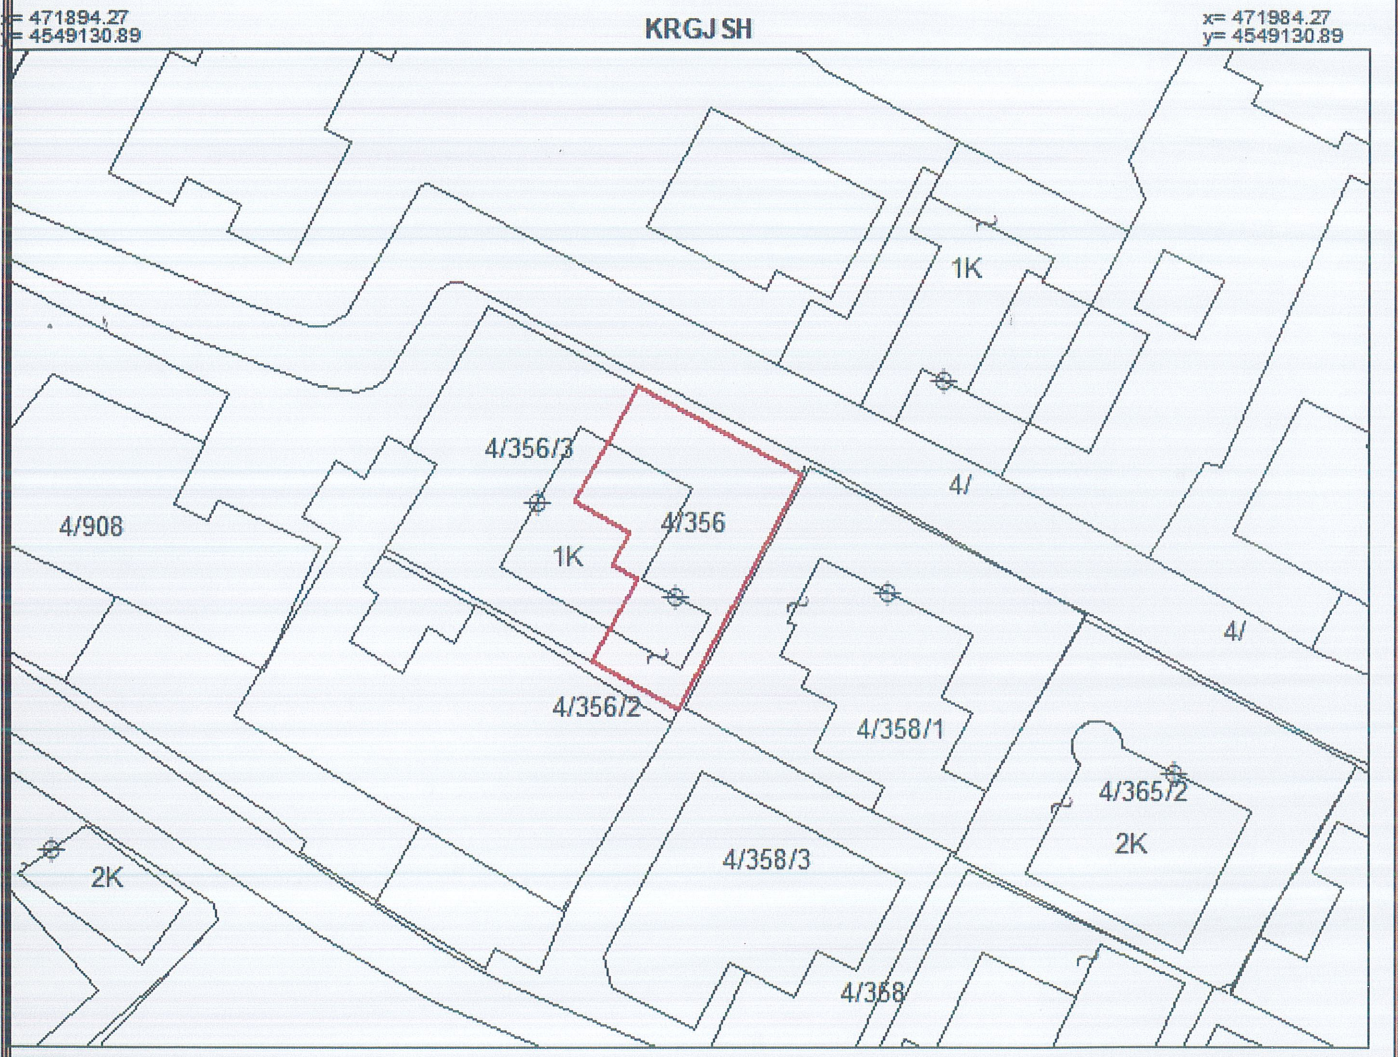 x= 471894.27
y= 4549130.89
KRGJSH
x= 471984.27
y= 4549130.89
1K
4/356/3
4/
4/908
4/356
1K
4/
4/356/2
4/358/1
4/365/2
2K
4/358/3
2K
4/358